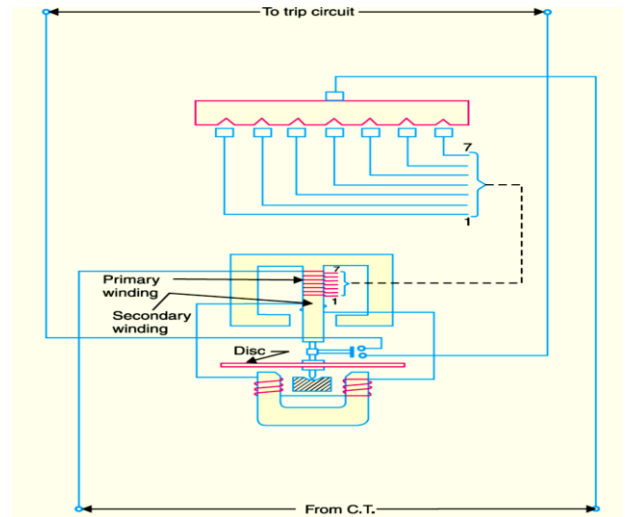 To trip circuit
7
1
7
Primary
winding
1
Secondary
winding
Disc
From C.T.